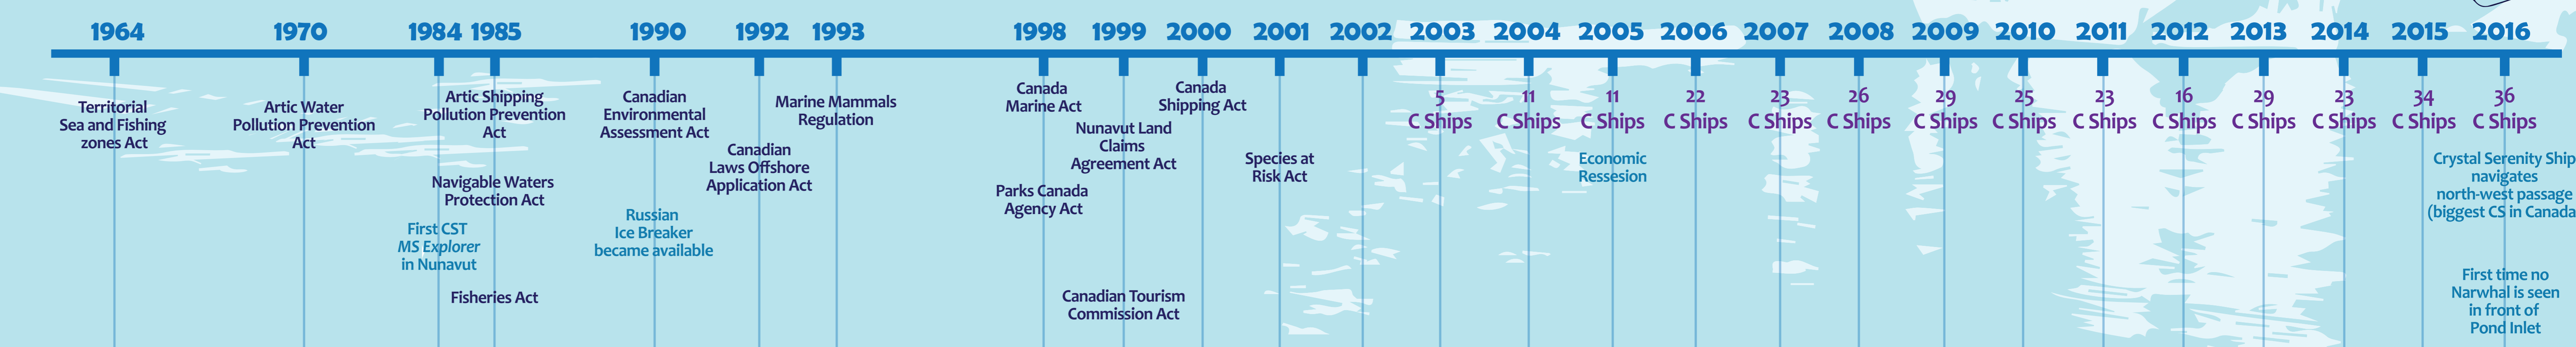 1964 1970 1984 1985 1990 1992 1993 1998 1999 2000 2001 2002 2003 2004 2005 2006 2007 2008 2009 2010 2011 2012 2013 2014 2015 2016
Territorial
Sea and Fishing
zones Act
Artic Water
Pollution Prevention
Act
First CST
MS Explorer
in Nunavut
Artic Shipping
Pollution Prevention
Act
Navigable Waters
Protection Act
Fisheries Act
Canadian
Environmental
Assessment Act
Russian
Ice Breaker
became available
Canadian
Laws Offshore
Application Act
Marine Mammals
Regulation
Canada
Marine Act
Parks Canada
Agency Act
Nunavut Land
Claims
Agreement Act
Canadian Tourism
Commission Act
Canada
Shipping Act
Species at
Risk Act
5
C Ships
11
C Ships
11
C Ships
Economic
Ressesion
22
C Ships
23
C Ships
26
C Ships
29
C Ships
25
C Ships
23
C Ships
16
C Ships
29
C Ships
23
C Ships
34
C Ships
36
C Ships
Crystal Serenity Ship
navigates
north-west passage
(biggest CS in Canada
First time no
Narwhal is seen
in front of
Pond Inlet